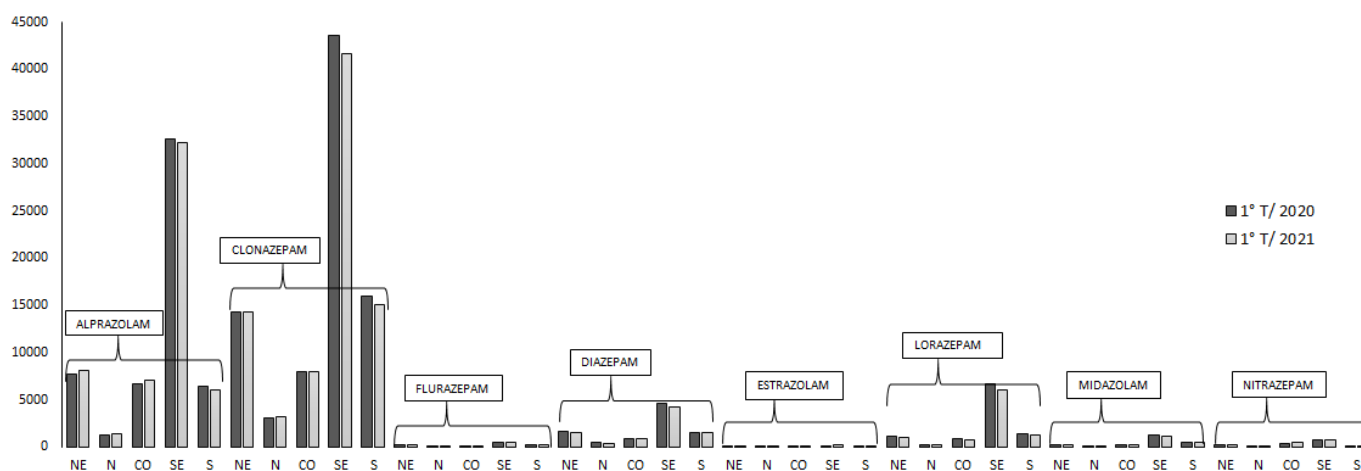 45000
40000
35000
30000
25000
20000
15000
10000
5000
0
1° T/ 2020
1° T/ 2021
CLONAZEPAM
ALPRAZOLAM
LORAZEPAM
DIAZEPAM
FLURAZEPAM
ESTRAZOLAM
MIDAZOLAM
NITRAZEPAM
NE N CO SE S NE N CO SE S NE N CO SE S NE N CO SE S NE N CO SE S NE N CO SE S NE N CO SE S NE N CO SE S